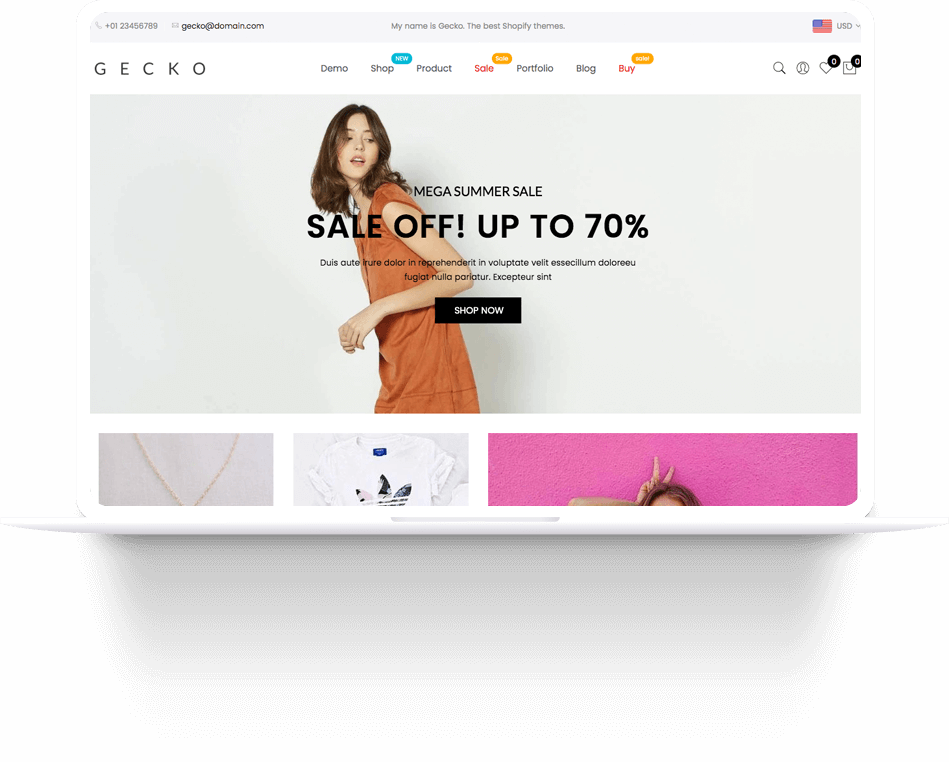 +01 23456789 gecko@domain.com My name is Gecko. The best Shopify themes. USD
NEW Sale sale!
GECKO Demo Shop Product Sale Portfolio Blog Buy 0 0
MEGA SUMMER SALE
SALE OFF! UP TO 70%
Duis aute irure dolor in reprehenderit in voluptate velit essecillum doloreeu
fugiat nulla pariatur. Excepteur sint
SHOP NOW